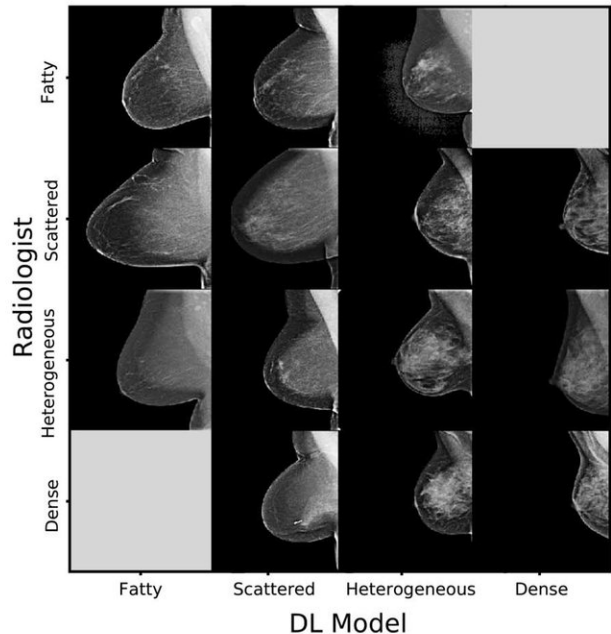 Radiologist
Fatty
Scattered
Heterogeneous
Dense
Fatty
Scattered
Heterogeneous
Dense
DL Model